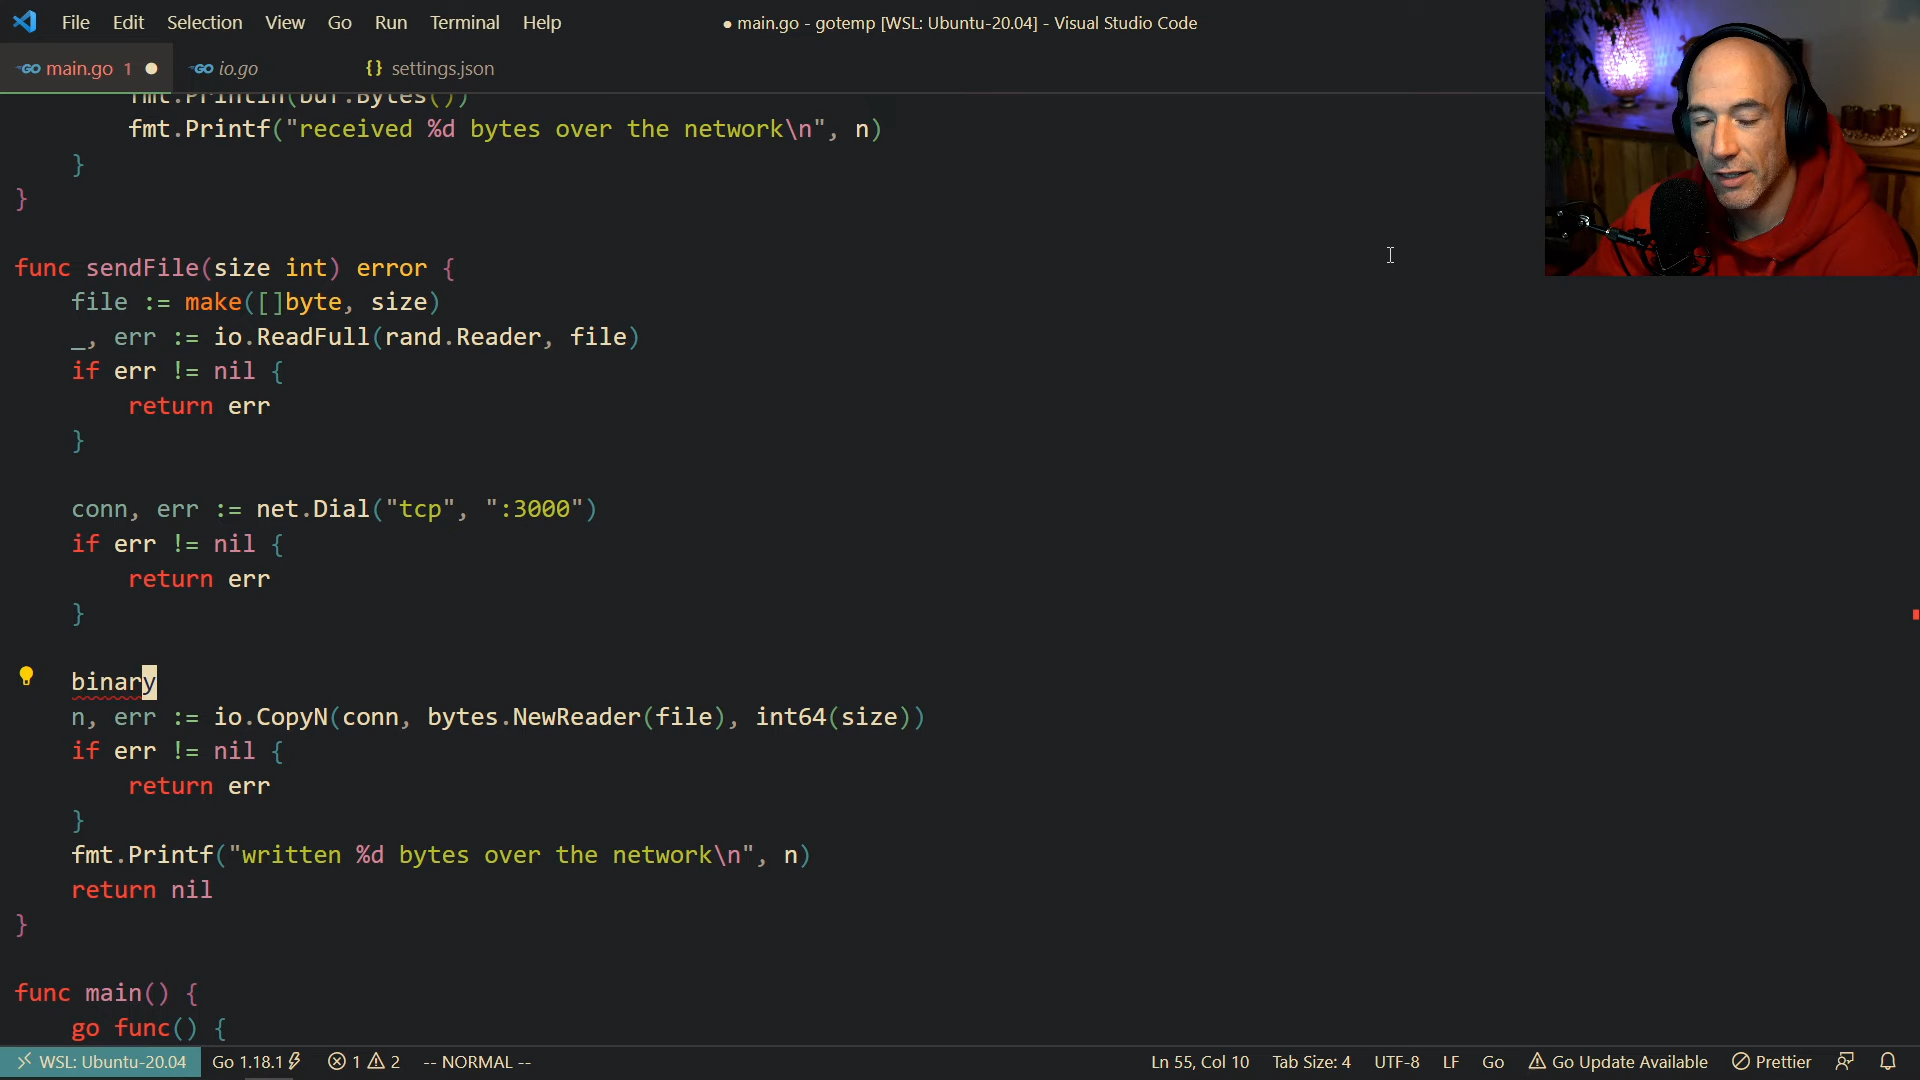 File Edit Selection View Go Run Terminal Help
● main.go - gotemp [WSL: Ubuntu-20.04] - Visual Studio Code
GO main.go 1 ●
GO io.go
{} settings.json
fmt.Println(buf.Bytes())
fmt.Printf("received %d bytes over the network\n", n)
}
}
func sendFile(size int) error {
file := make([]byte, size)
_, err := io.ReadFull(rand.Reader, file)
if err != nil {
return err
}
conn, err := net.Dial("tcp", ":3000")
if err != nil {
return err
}
binary
n, err := io.CopyN(conn, bytes.NewReader(file), int64(size))
if err != nil {
return err
}
fmt.Printf("written %d bytes over the network\n", n)
return nil
}
func main() {
go func() {
WSL: Ubuntu-20.04 Go 1.18.1 1 2 -- NORMAL -- Ln 55, Col 10 Tab Size: 4 UTF-8 LF Go Go Update Available Prettier